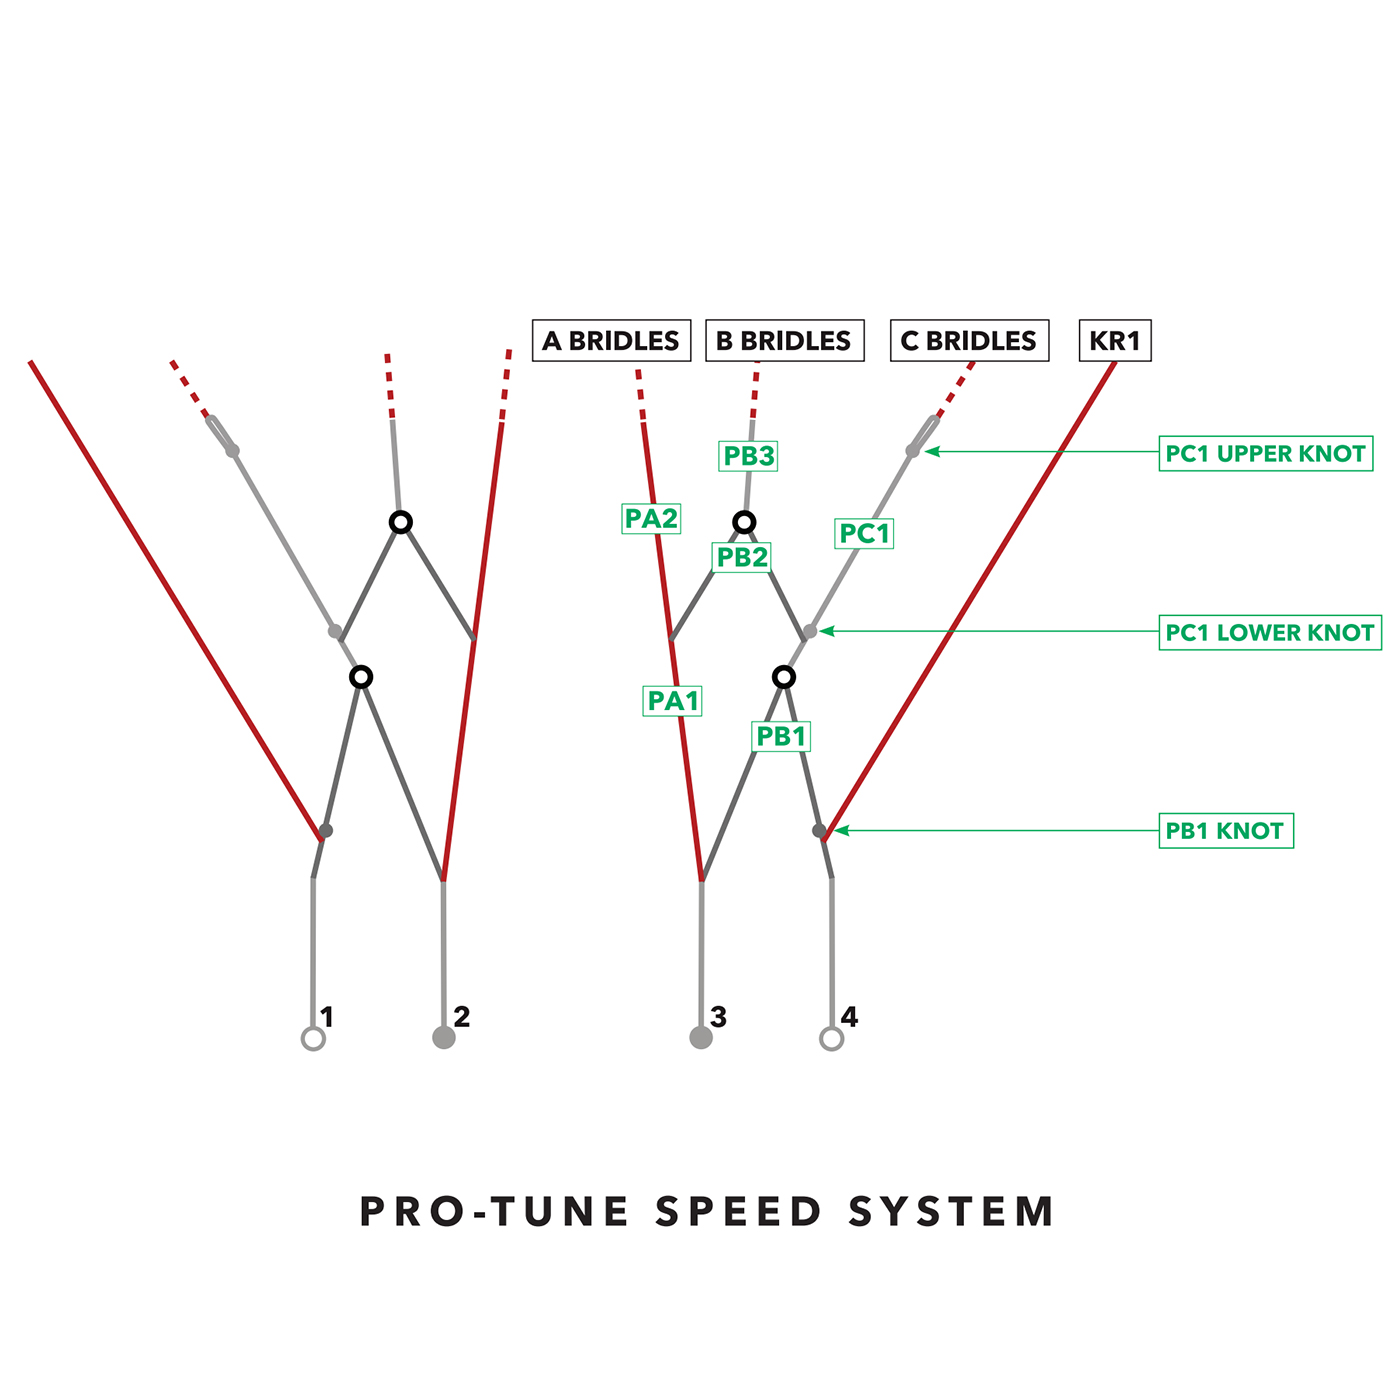 A BRIDLES
B BRIDLES
C BRIDLES
KR1
PB3
PC1 UPPER KNOT
PA2
PC1
PB2
PC1 LOWER KNOT
PA1
PB1
PB1 KNOT
1
2
3
4
PRO-TUNE SPEED SYSTEM